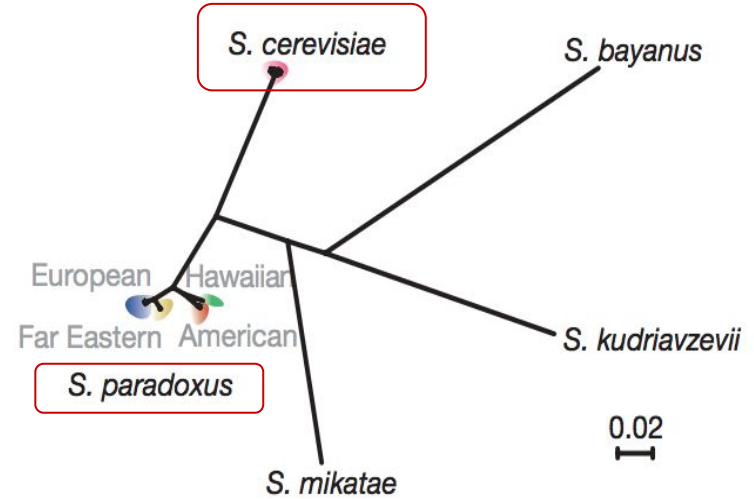 S. cerevisiae
S. bayanus
European
Hawaiian
Far Eastern
American
S. paradoxus
S. kudriavzevii
0.02
S. mikatae